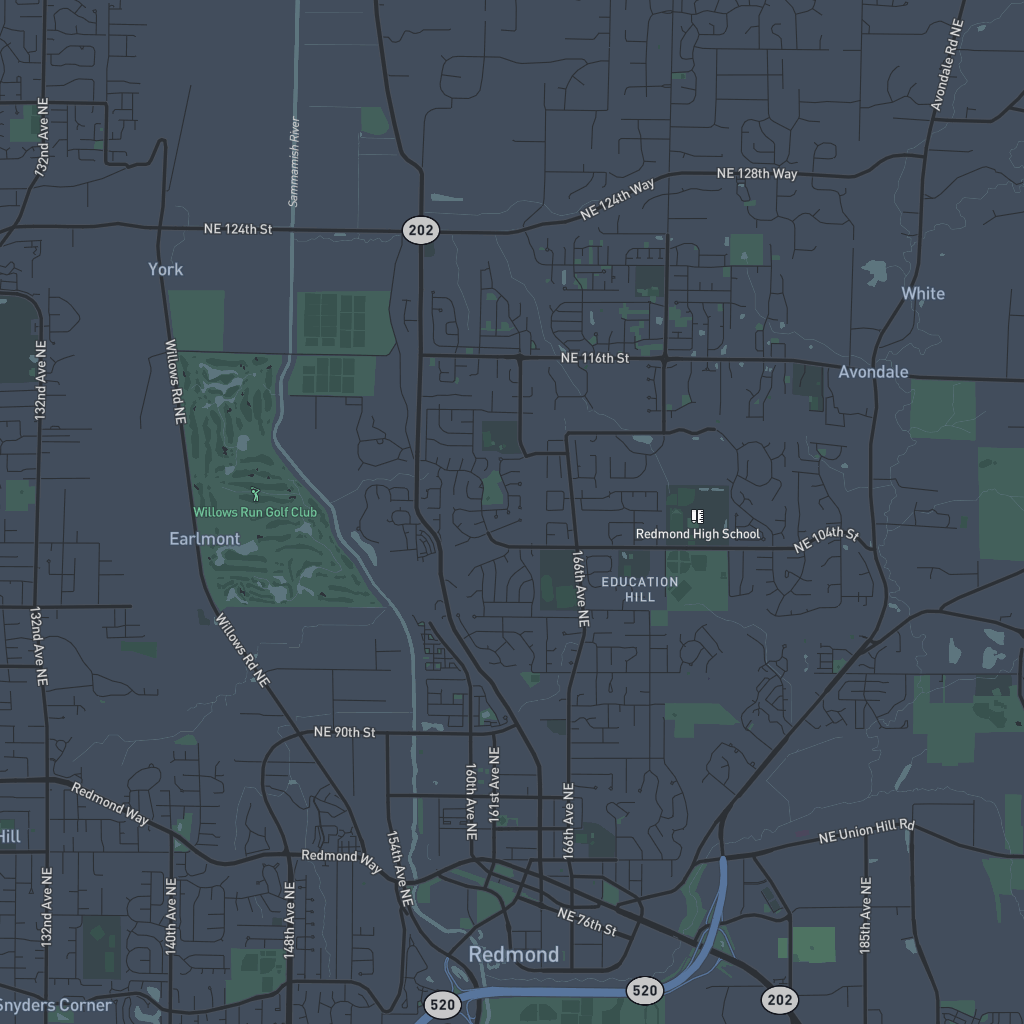 Avondale Rd NE
132nd Ave NE
Sammamish River
NE 128th Way
NE 124th Way
NE 124th St
202
York
White
132nd Ave NE
Willows Rd NE
NE 116th St
Avondale
Willows Run Golf Club
Earlmont
Redmond High School
NE 104th St
166th Ave NE
EDUCATION
HILL
132nd Ave NE
Willows Rd NE
NE 90th St
160th Ave NE
161st Ave NE
166th Ave NE
Redmond Way
Hill
NE Union Hill Rd
Redmond Way
154th Ave NE
132nd Ave NE
140th Ave NE
148th Ave NE
185th Ave NE
NE 76th St
Redmond
520
520
202
Snyders Corner